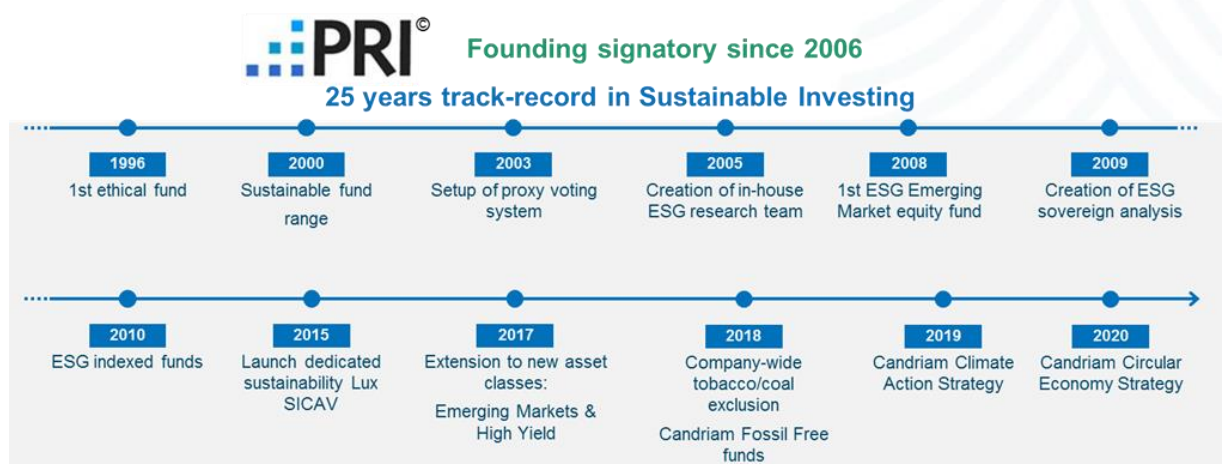 PRI©
Founding signatory since 2006
25 years track-record in Sustainable Investing
1996
1st ethical fund
2000
Sustainable fund
range
2003
Setup of proxy voting
system
2005
Creation of in-house
ESG research team
2008
1st ESG Emerging
Market equity fund
2009
Creation of ESG
sovereign analysis
2010
ESG indexed funds
2015
Launch dedicated
sustainability Lux
SICAV
2017
Extension to new asset
classes:
Emerging Markets &
High Yield
2018
Company-wide
tobacco/coal
exclusion
Candriam Fossil Free
funds
2019
Candriam Climate
Action Strategy
2020
Candriam Circular
Economy Strategy